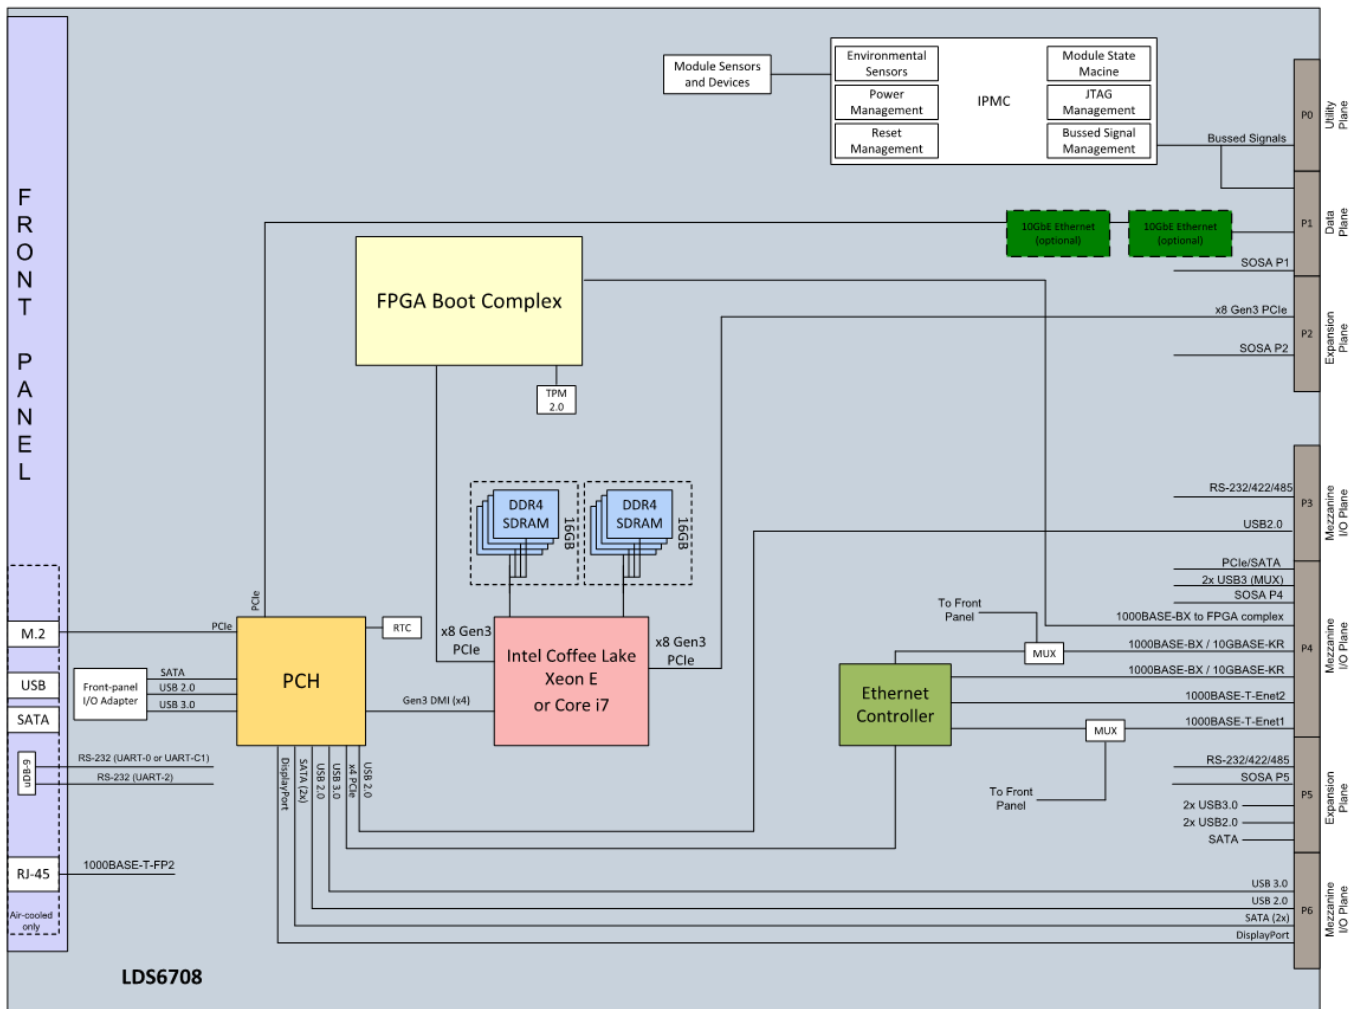 FRONT PANEL
Module Sensors
and Devices
Environmental
Sensors
Power
Management
Reset
Management
IPMC
Module State
Macine
JTAG
Management
Bussed Signal
Management
Bussed Signals
P0
Utility
Plane
10GbE Ethernet
(optional)
10GbE Ethernet
(optional)
P1
Data
Plane
SOSA P1
FPGA Boot Complex
TPM
2.0
x8 Gen3 PCIe
SOSA P2
P2
Expansion
Plane
DDR4
SDRAM
16GB
DDR4
SDRAM
16GB
RS-232/422/485
USB2.0
P3
Mezzanine
I/O Plane
PCIe/SATA
2x USB3 (MUX)
SOSA P4
1000BASE-BX to FPGA complex
1000BASE-BX / 10GBASE-KR
1000BASE-BX / 10GBASE-KR
1000BASE-T-Enet2
1000BASE-T-Enet1
P4
Mezzanine
I/O Plane
To Front
Panel
MUX
MUX
To Front
Panel
Ethernet
Controller
PCIe
PCIe
RTC
PCH
x8 Gen3
PCIe
Intel Coffee Lake
Xeon E
or Core i7
x8 Gen3
PCIe
Gen3 DMI (x4)
M.2
USB
SATA
Front-panel
I/O Adapter
SATA
USB 2.0
USB 3.0
uDB-9
RS-232 (UART-0 or UART-C1)
RS-232 (UART-2)
RJ-45
1000BASE-T-FP2
Air-cooled
only
DisplayPort
SATA (2x)
USB 2.0
USB 3.0
x4 PCIe
USB 2.0
RS-232/422/485
SOSA P5
2x USB3.0
2x USB2.0
SATA
P5
Expansion
Plane
USB 3.0
USB 2.0
SATA (2x)
DisplayPort
P6
Mezzanine
I/O Plane
LDS6708